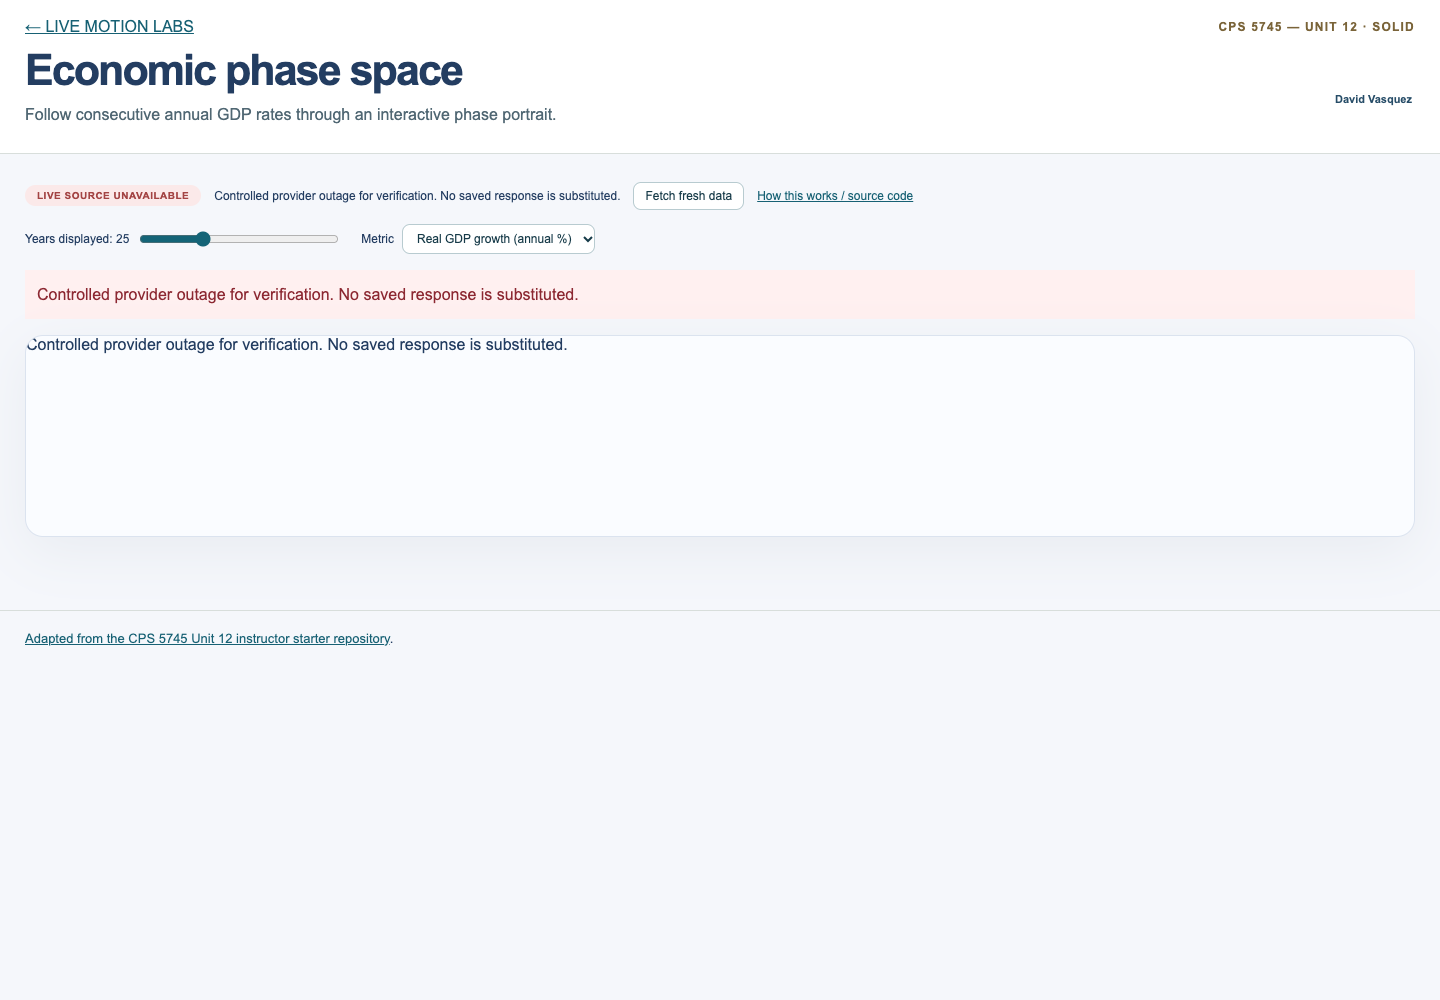 ← LIVE MOTION LABS
CPS 5745 — UNIT 12 · SOLID
Economic phase space
David Vasquez
Follow consecutive annual GDP rates through an interactive phase portrait.
LIVE SOURCE UNAVAILABLE Controlled provider outage for verification. No saved response is substituted. Fetch fresh data How this works / source code
Years displayed: 25 Metric Real GDP growth (annual %)
Controlled provider outage for verification. No saved response is substituted.
Controlled provider outage for verification. No saved response is substituted.
Adapted from the CPS 5745 Unit 12 instructor starter repository.